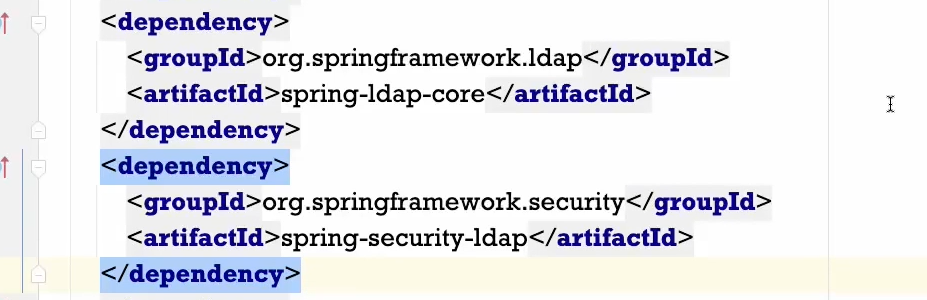 <dependency>
<groupId>org.springframework.ldap</groupId>
<artifactId>spring-ldap-core</artifactId>
</dependency>
<dependency>
<groupId>org.springframework.security</groupId>
<artifactId>spring-security-ldap</artifactId>
</dependency>